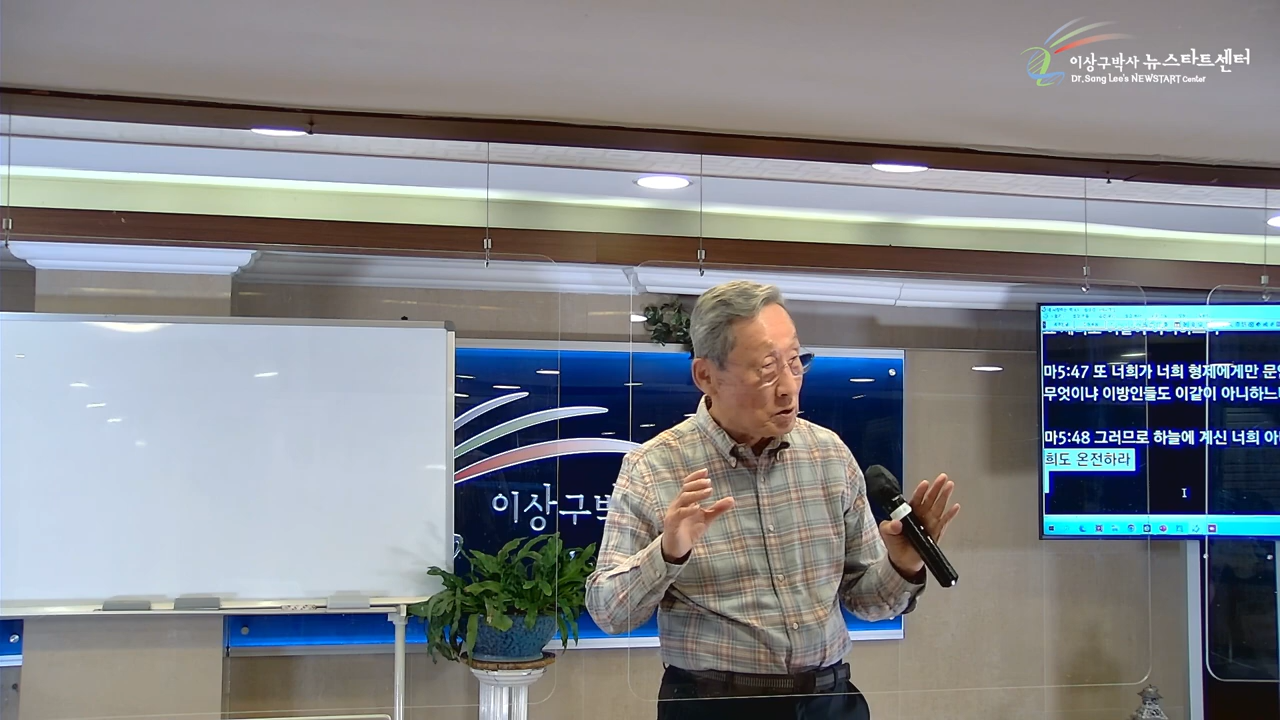 이상구박사 뉴스타트센터
Dr. Sang Lee's NEWSTART Center
마5:47 또 너희가 너희 형제에게만
무엇이냐 이방인들도 이같이 아니하느
마5:48 그러므로 하늘에 계신 너희
희도 온전하라
이상구